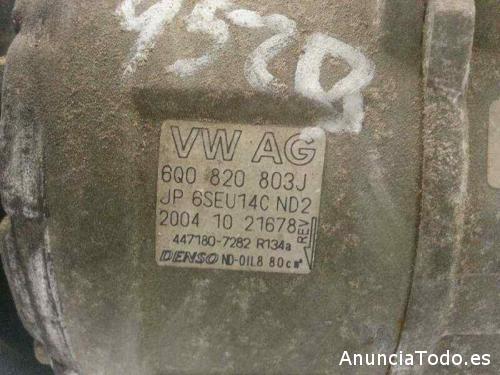 4520
VW AG
6Q0 820 803J
JP 6SEU14C ND2
2004 10 21678
REV
447180-7282 R134a
DENSO ND-OIL8 80cm³
AnunciaTodo.es